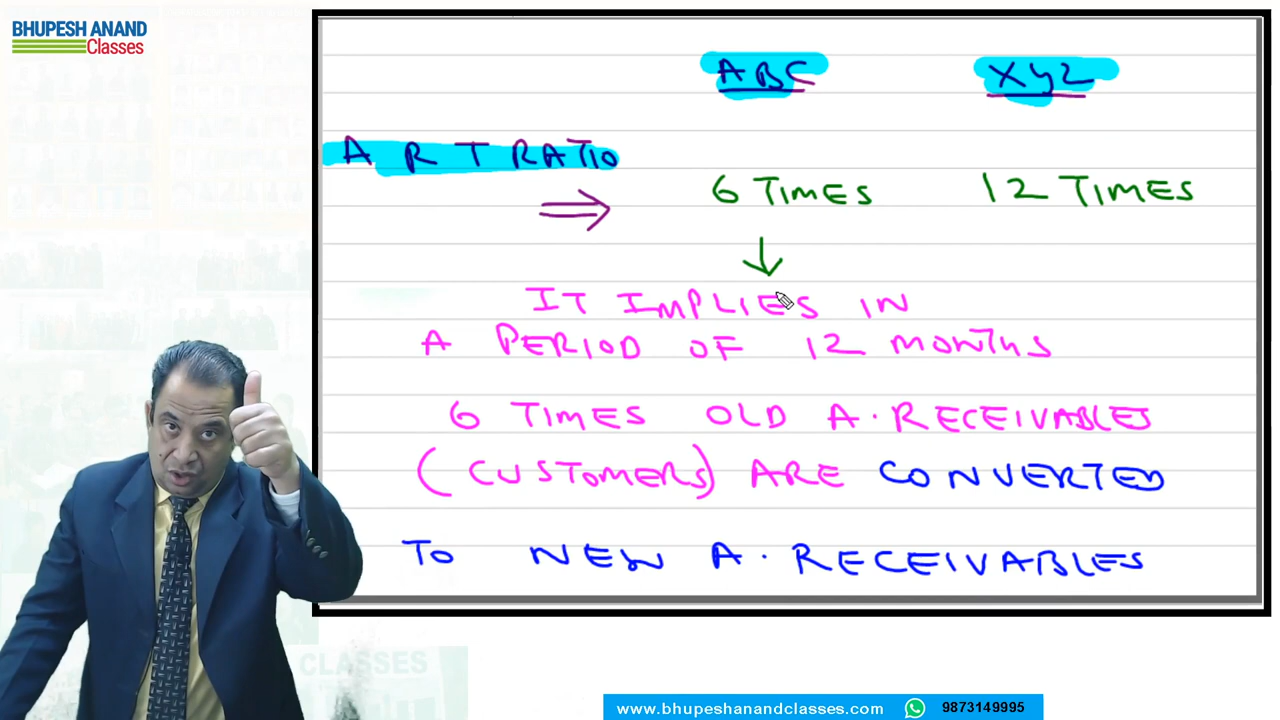 BHUPESH ANAND
Classes
ABC XYZ
A R T RATIO
6 TIMES 12 TIMES
IT IMPLIES IN
A PERIOD OF 12 MONTHS
6 TIMES OLD A. RECEIVABLES
(CUSTOMERS) ARE CONVERTED
TO NEW A. RECEIVABLES
CLASSES
www.bhupeshanandclasses.com 9873149995